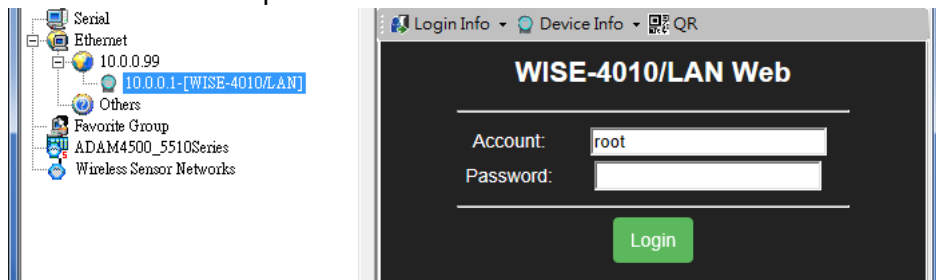 Serial
Ethernet
10.0.0.99
10.0.0.1-[WISE-4010/LAN]
Others
Favorite Group
ADAM4500_5510Series
Wireless Sensor Networks
Login Info Device Info QR
WISE-4010/LAN Web
Account: root
Password:
Login